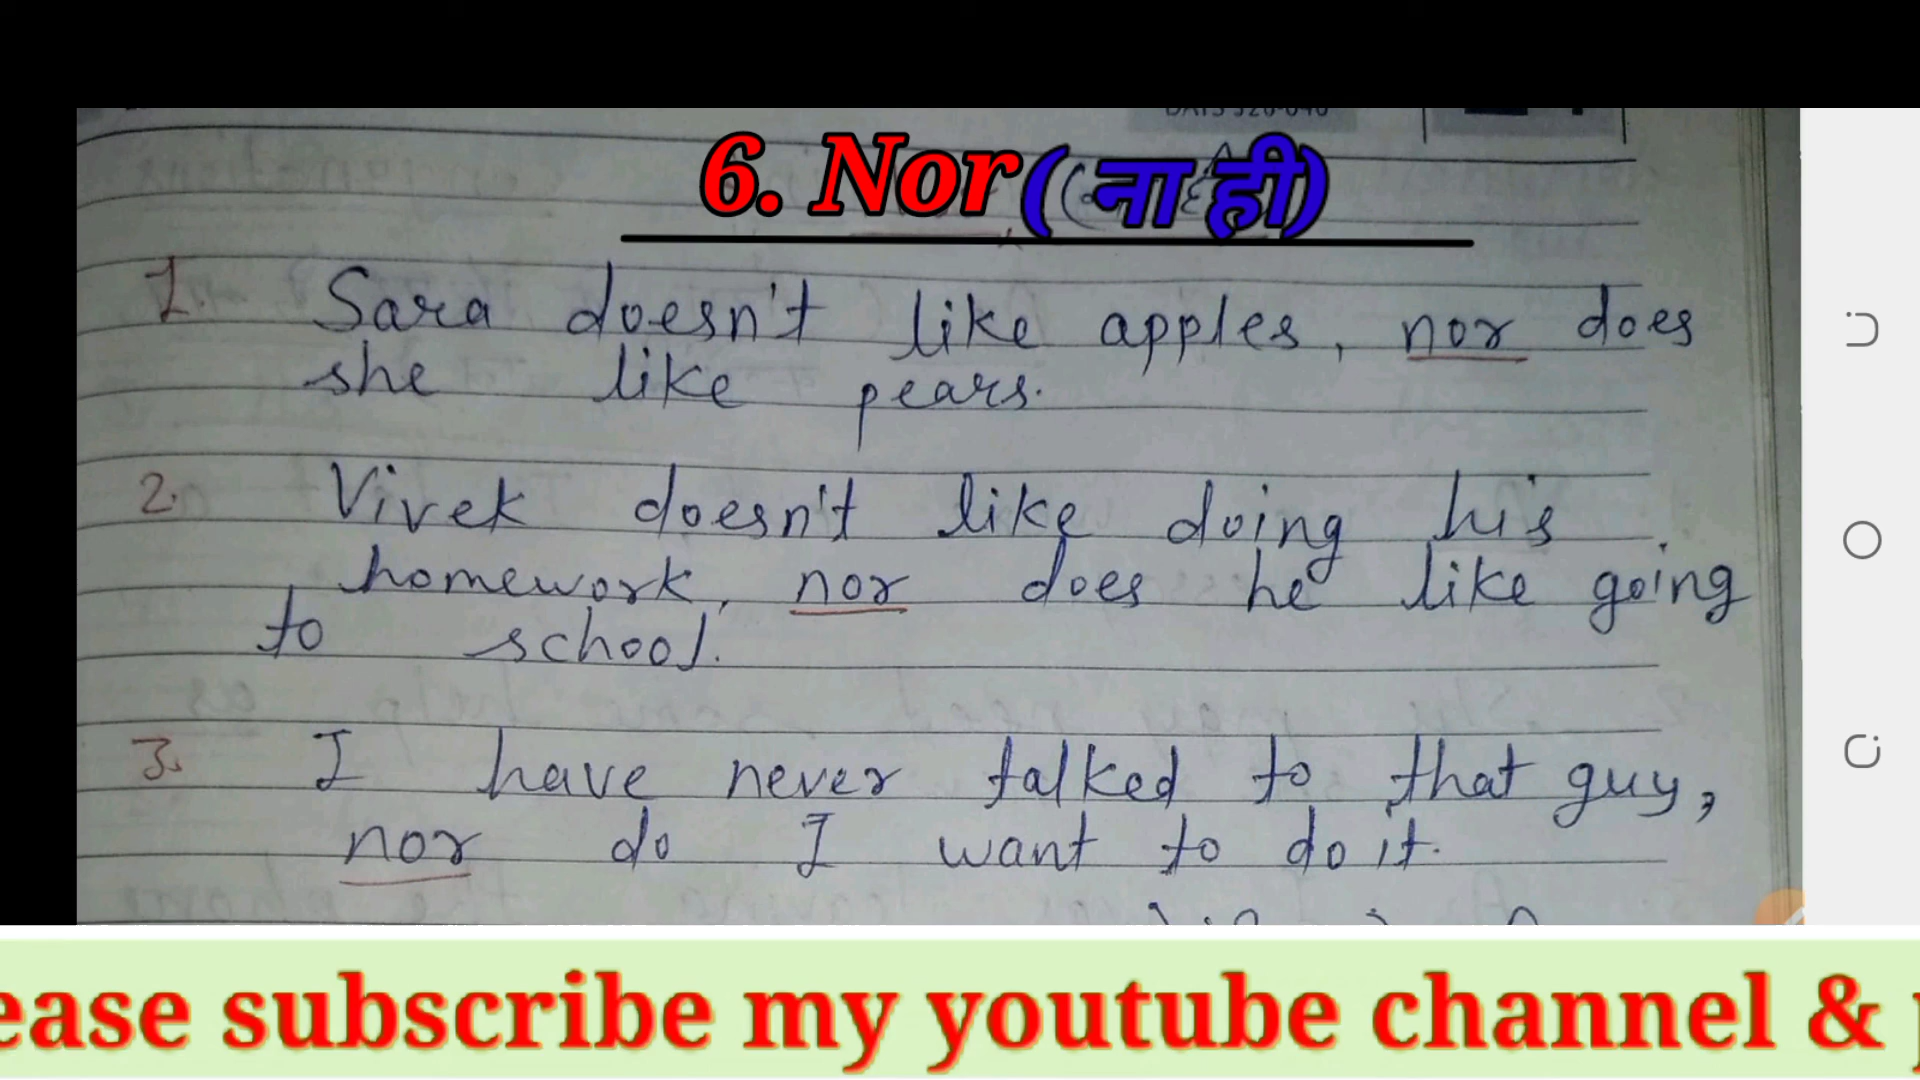 6. Nor (ना ही)
1. Sara doesn't like apples, nor does
she like pears.
2. Vivek doesn't like doing his
homework, nor does he like going
to school.
3. I have never talked to that guy,
nor do I want to do it.
ease subscribe my youtube channel &